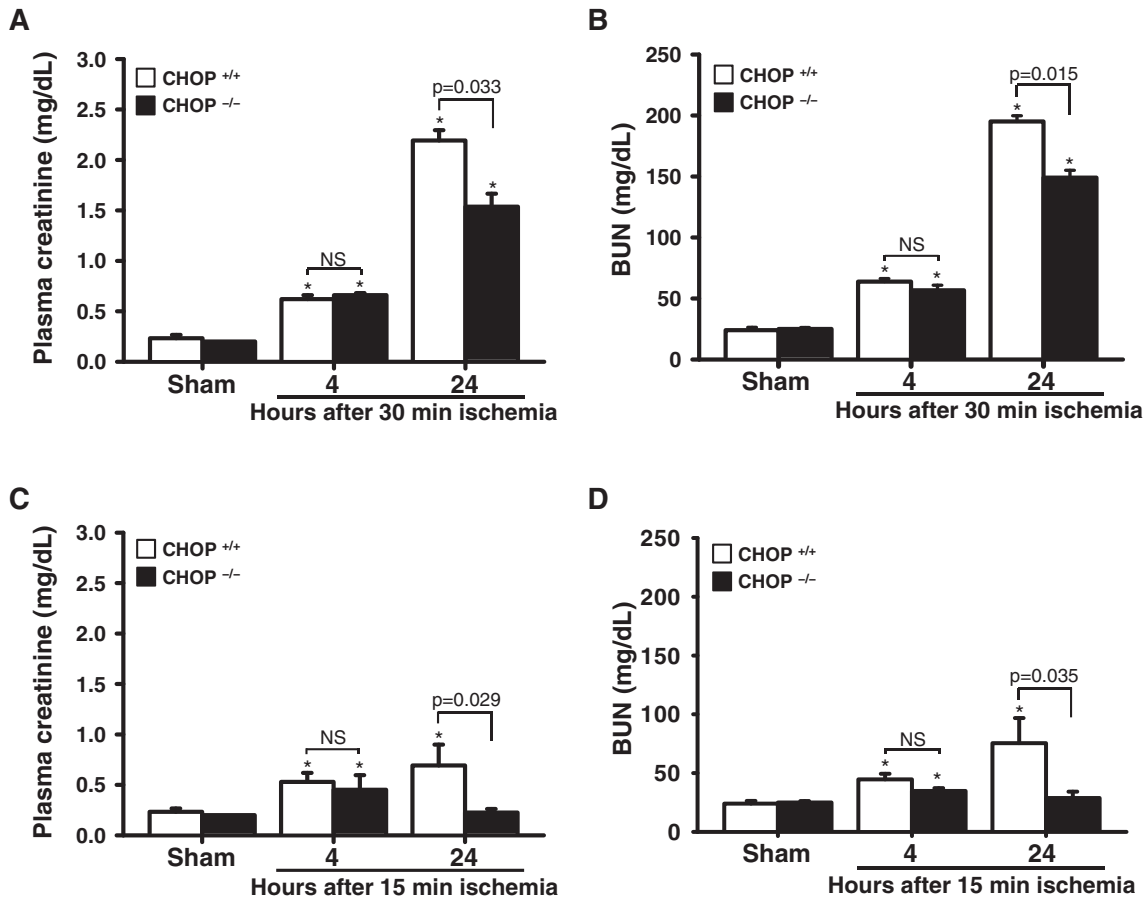 A
Plasma creatinine (mg/dL)
3.0
2.5
2.0
1.5
1.0
0.5
0.0
CHOP +/+
CHOP –/–
NS
* *
p=0.033
*
*
Sham 4 24
Hours after 30 min ischemia
B
BUN (mg/dL)
250
200
150
100
50
0
CHOP +/+
CHOP –/–
NS
* *
p=0.015
*
*
Sham 4 24
Hours after 30 min ischemia
C
Plasma creatinine (mg/dL)
3.0
2.5
2.0
1.5
1.0
0.5
0.0
CHOP +/+
CHOP –/–
NS
* *
p=0.029
*
Sham 4 24
Hours after 15 min ischemia
D
BUN (mg/dL)
250
200
150
100
50
0
CHOP +/+
CHOP –/–
NS
* *
p=0.035
*
Sham 4 24
Hours after 15 min ischemia